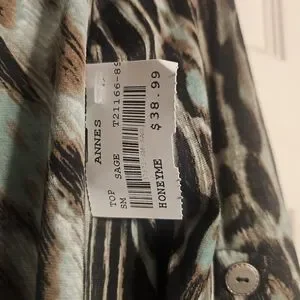 ANNES
TOP SAGE T21166-89
SM
HONEYME $38.99